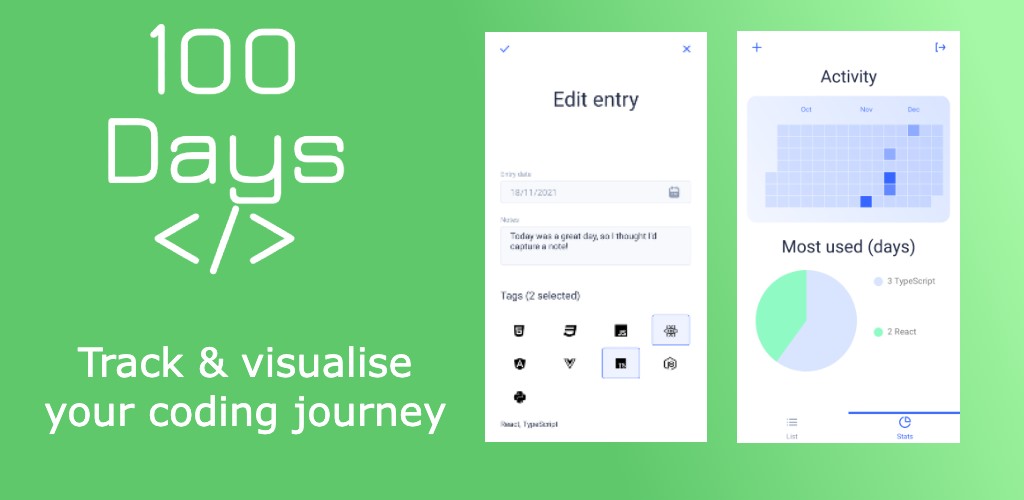 100
Days
</>
Track & visualise
your coding journey
Edit entry
Entry date
18/11/2021
Notes
Today was a great day, so I thought I'd
capture a note!
Tags (2 selected)
JS
TS
React, TypeScript
Activity
Oct Nov Dec
Most used (days)
3 TypeScript
2 React
List Stats